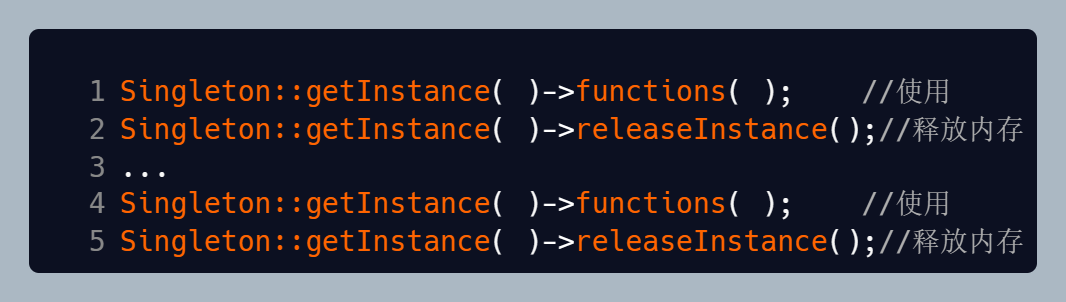 1 Singleton::getInstance( )->functions( );    //使用
2 Singleton::getInstance( )->releaseInstance();//释放内存
3 ...
4 Singleton::getInstance( )->functions( );    //使用
5 Singleton::getInstance( )->releaseInstance();//释放内存